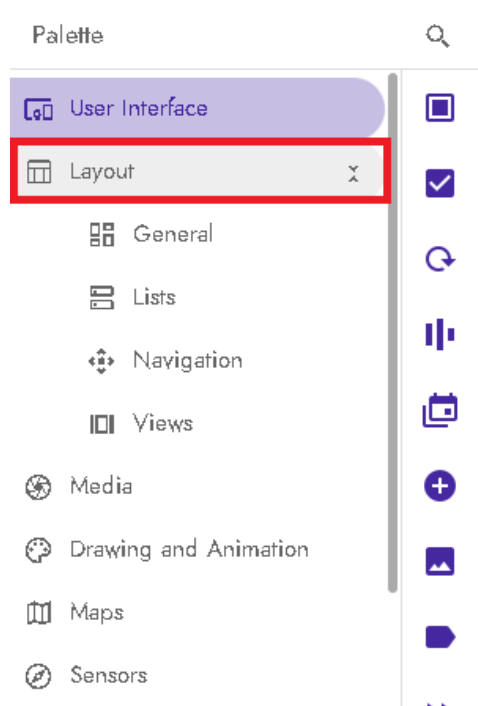 Palette
User Interface
Layout
General
Lists
Navigation
Views
Media
Drawing and Animation
Maps
Sensors